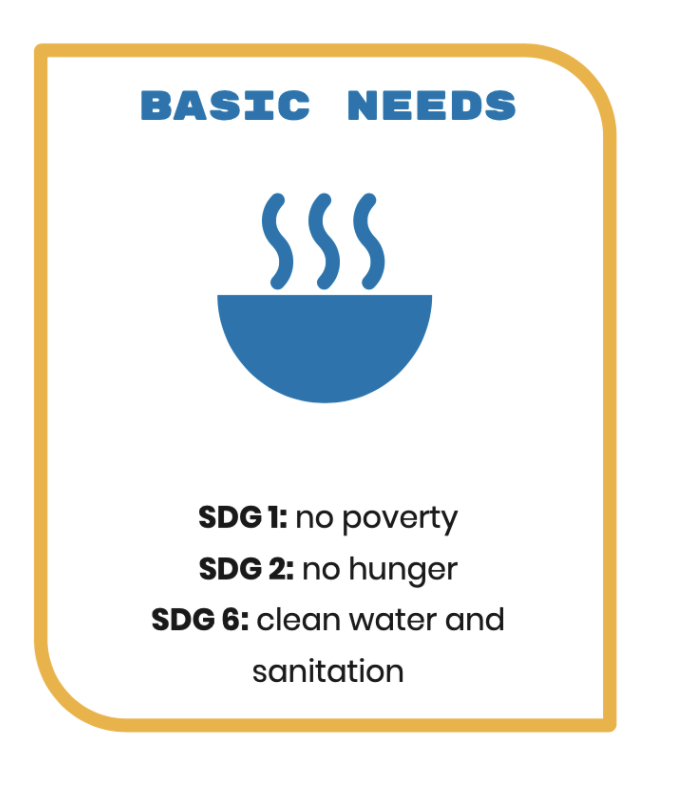 BASIC NEEDS
SDG 1: no poverty
SDG 2: no hunger
SDG 6: clean water and
sanitation